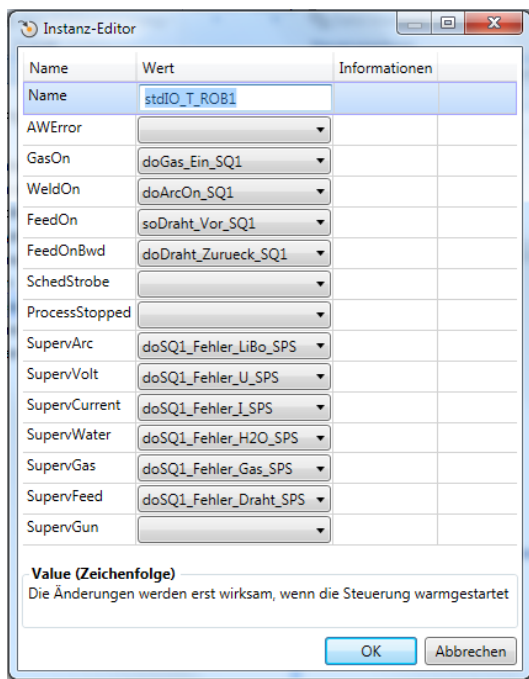 Instanz-Editor
Name Wert Informationen
Name stdIO_T_ROB1
AWError
GasOn doGas_Ein_SQ1
WeldOn doArcOn_SQ1
FeedOn soDraht_Vor_SQ1
FeedOnBwd doDraht_Zurueck_SQ1
SchedStrobe
ProcessStopped
SupervArc doSQ1_Fehler_LiBo_SPS
SupervVolt doSQ1_Fehler_U_SPS
SupervCurrent doSQ1_Fehler_I_SPS
SupervWater doSQ1_Fehler_H2O_SPS
SupervGas doSQ1_Fehler_Gas_SPS
SupervFeed doSQ1_Fehler_Draht_SPS
SupervGun
Value (Zeichenfolge)
Die Änderungen werden erst wirksam, wenn die Steuerung warmgestartet
OK Abbrechen